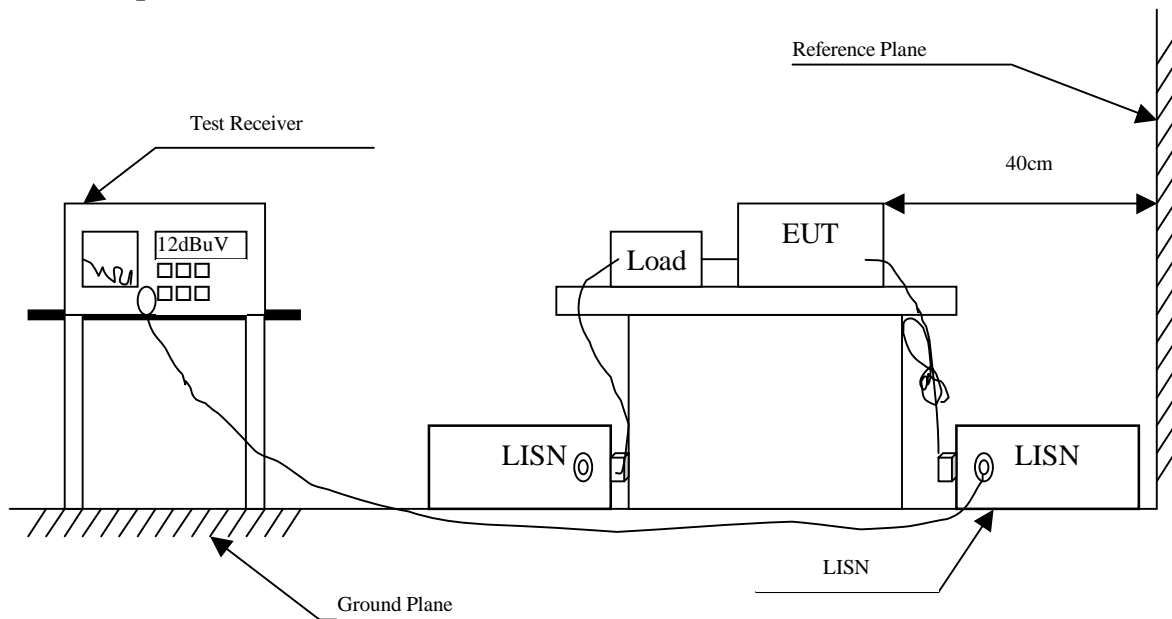 Reference Plane
Test Receiver
40cm
12dBuV
EUT
Load
LISN
LISN
LISN
Ground Plane